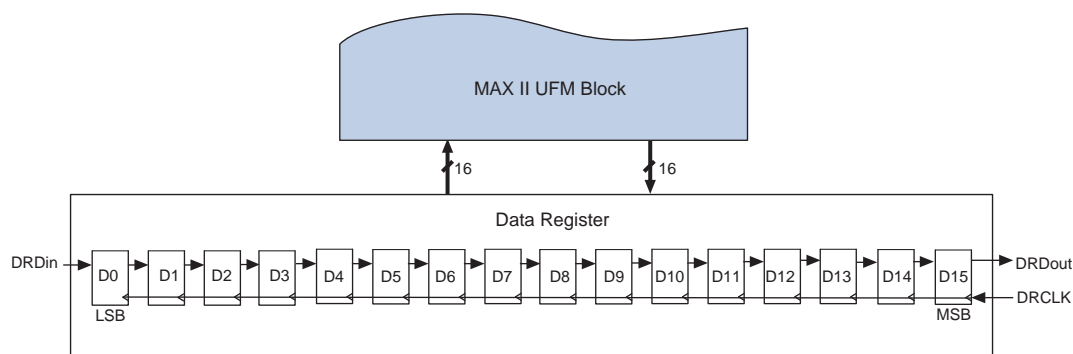 MAX II UFM Block
16 16
Data Register
DRDin D0 D1 D2 D3 D4 D5 D6 D7 D8 D9 D10 D11 D12 D13 D14 D15 DRDout
DRCLK
LSB MSB